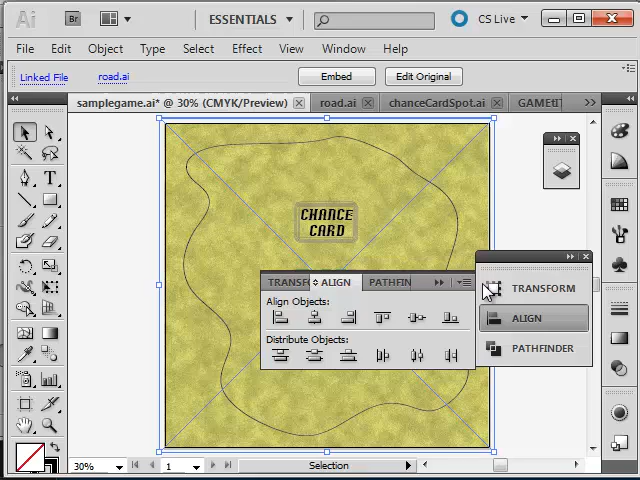 Ai Br ESSENTIALS CS Live
File Edit Object Type Select Effect View Window Help
Linked File road.ai Embed Edit Original
samplegame.ai* @ 30% (CMYK/Preview) road.ai chanceCardSpot.ai
CHANCE
CARD
TRANSF ALIGN PATHFIN
Align Objects:
Distribute Objects:
TRANSFORM
ALIGN
PATHFINDER
30% 1 Selection